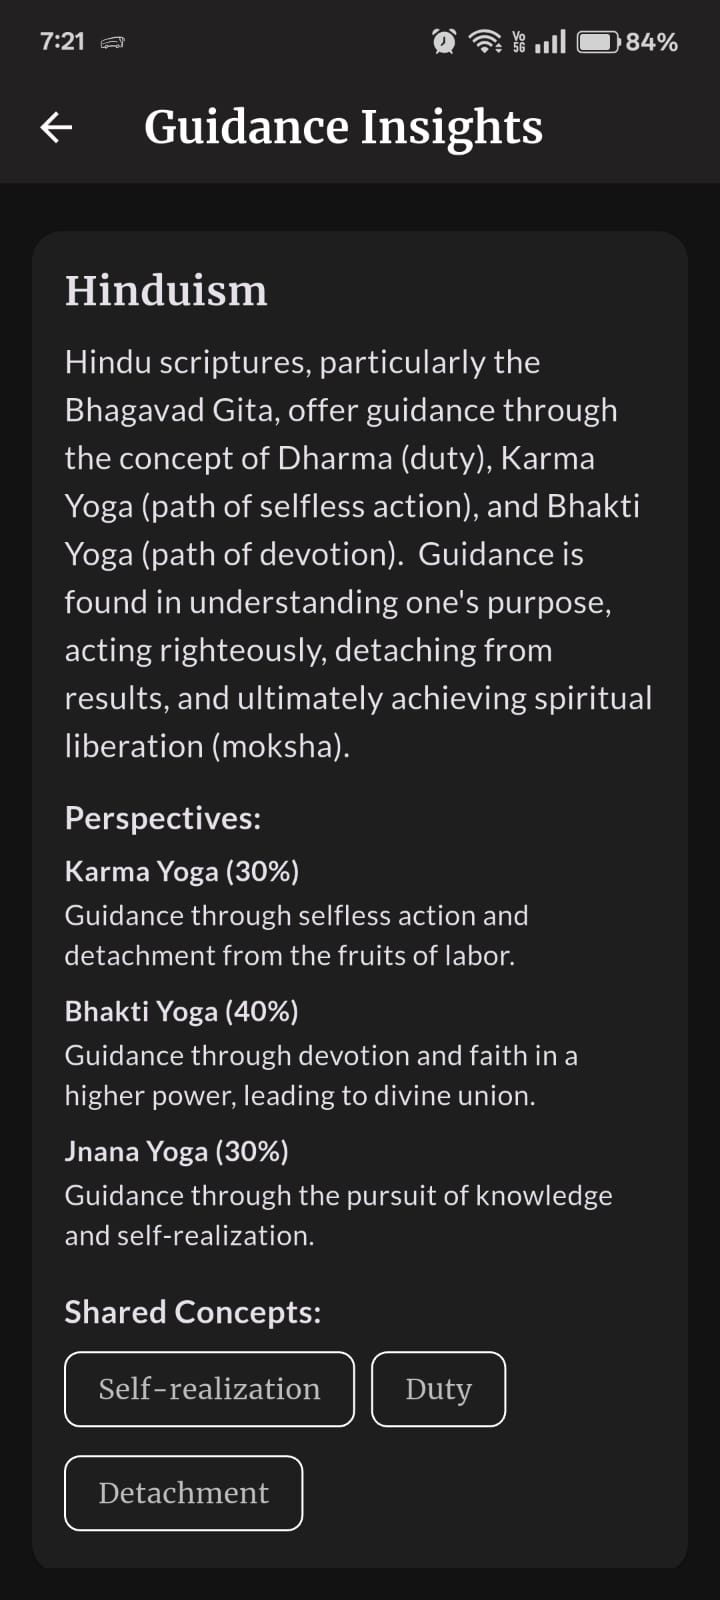 7:21
Vo
5G
84%
Guidance Insights
Hinduism
Hindu scriptures, particularly the
Bhagavad Gita, offer guidance through
the concept of Dharma (duty), Karma
Yoga (path of selfless action), and Bhakti
Yoga (path of devotion).  Guidance is
found in understanding one's purpose,
acting righteously, detaching from
results, and ultimately achieving spiritual
liberation (moksha).
Perspectives:
Karma Yoga (30%)
Guidance through selfless action and
detachment from the fruits of labor.
Bhakti Yoga (40%)
Guidance through devotion and faith in a
higher power, leading to divine union.
Jnana Yoga (30%)
Guidance through the pursuit of knowledge
and self-realization.
Shared Concepts:
Self-realization
Duty
Detachment